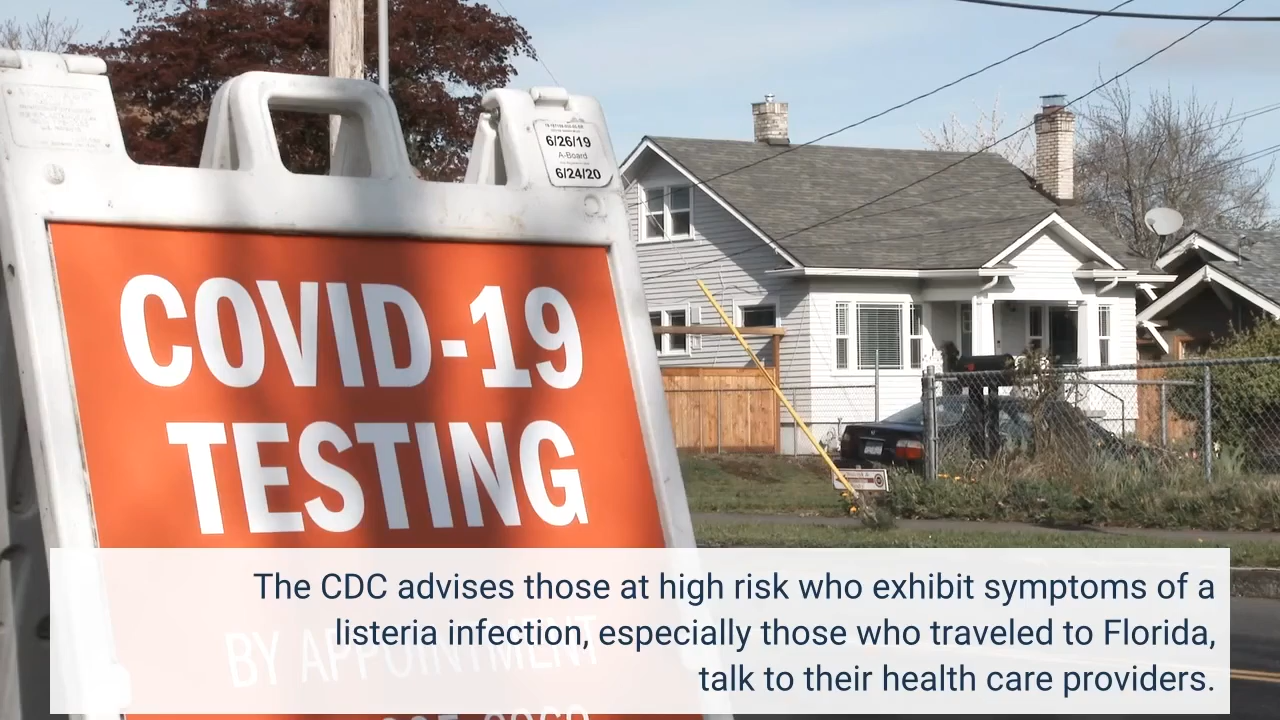 6/26/19
A-Board
6/24/20
COVID-19
TESTING
BY APPOINTMENT
The CDC advises those at high risk who exhibit symptoms of a
listeria infection, especially those who traveled to Florida,
talk to their health care providers.